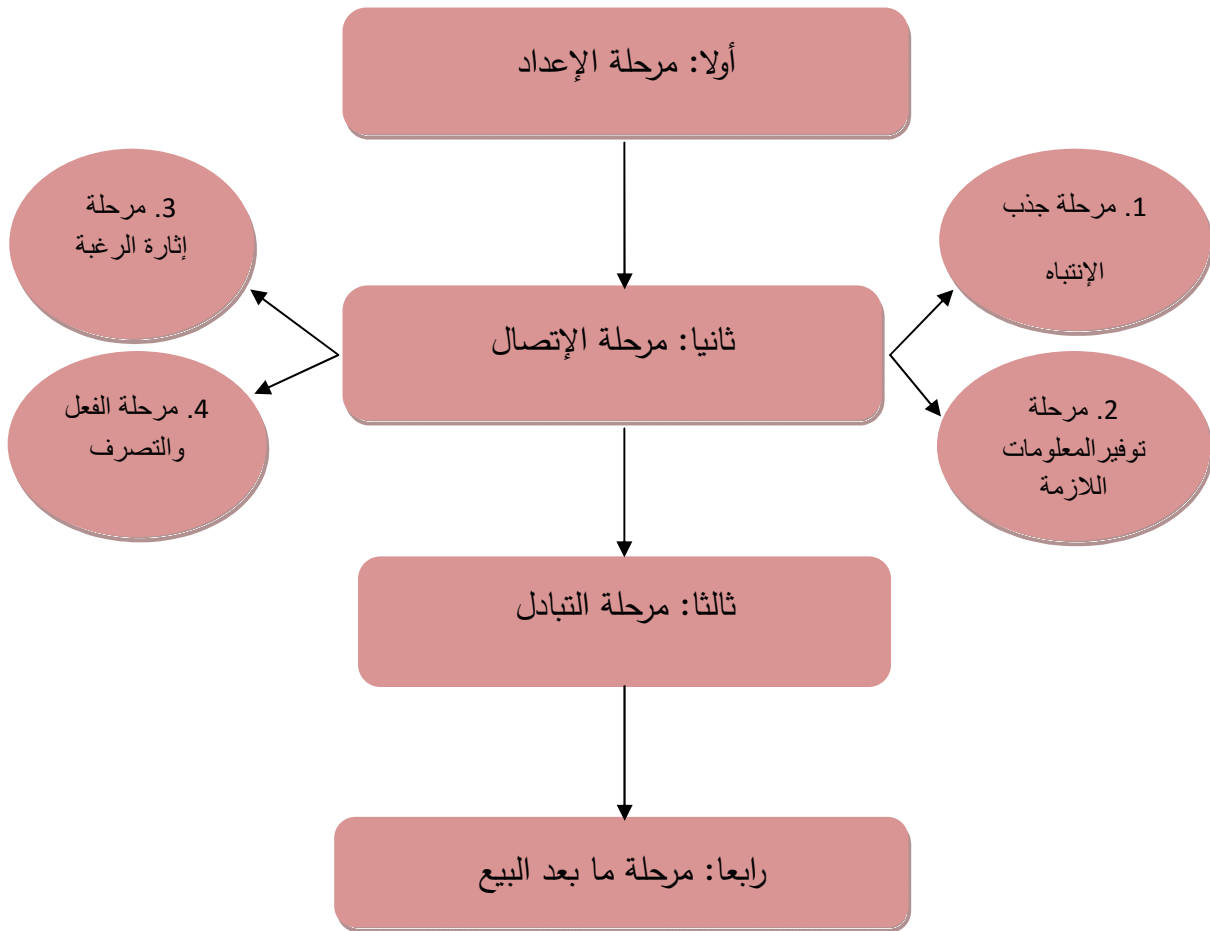 أولا: مرحلة الإعداد
1. مرحلة جذب
الإنتباه
3. مرحلة
إثارة الرغبة
ثانيا: مرحلة الإتصال
2. مرحلة
توفيرالمعلومات
اللازمة
4. مرحلة الفعل
والتصرف
ثالثا: مرحلة التبادل
رابعا: مرحلة ما بعد البيع